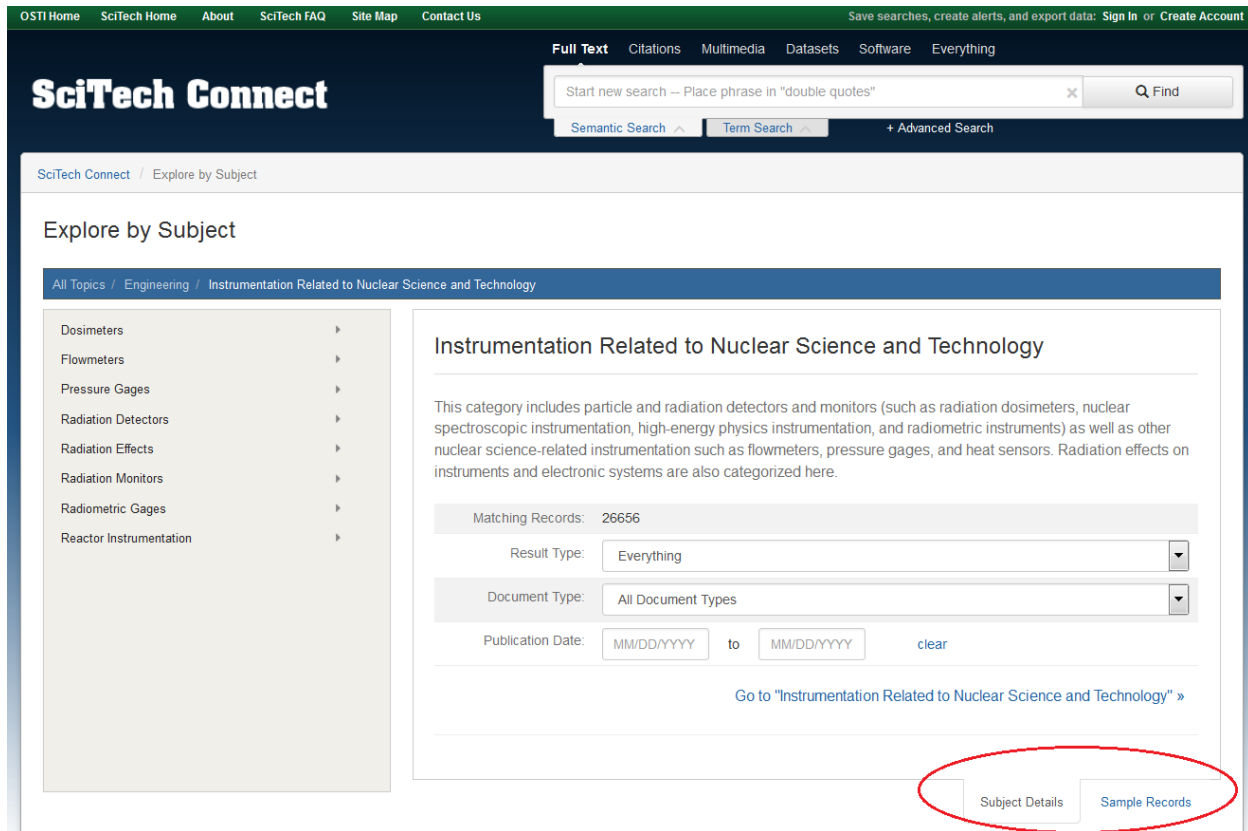 OSTI Home SciTech Home About SciTech FAQ Site Map Contact Us Save searches, create alerts, and export data: Sign In or Create Account
Full Text Citations Multimedia Datasets Software Everything
SciTech Connect
Start new search -- Place phrase in "double quotes" × Find
Semantic Search Term Search + Advanced Search
SciTech Connect / Explore by Subject
Explore by Subject
All Topics / Engineering / Instrumentation Related to Nuclear Science and Technology
Dosimeters
Flowmeters
Pressure Gages
Radiation Detectors
Radiation Effects
Radiation Monitors
Radiometric Gages
Reactor Instrumentation
Instrumentation Related to Nuclear Science and Technology
This category includes particle and radiation detectors and monitors (such as radiation dosimeters, nuclear
spectroscopic instrumentation, high-energy physics instrumentation, and radiometric instruments) as well as other
nuclear science-related instrumentation such as flowmeters, pressure gages, and heat sensors. Radiation effects on
instruments and electronic systems are also categorized here.
Matching Records: 26656
Result Type: Everything
Document Type: All Document Types
Publication Date: MM/DD/YYYY to MM/DD/YYYY clear
Go to "Instrumentation Related to Nuclear Science and Technology" »
Subject Details Sample Records